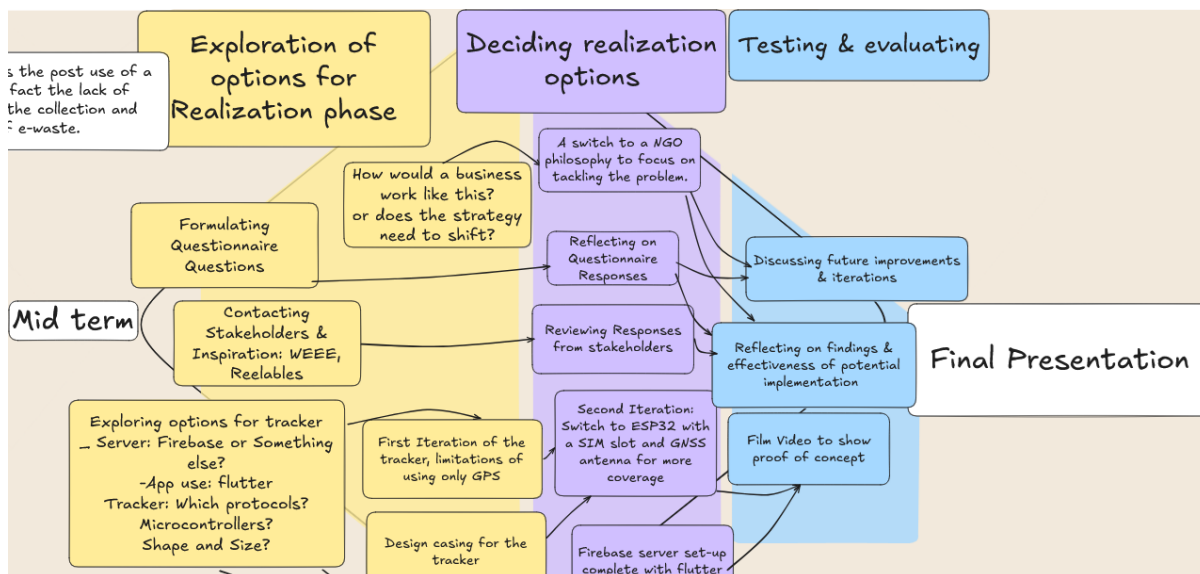 Exploration of
options for
Realization phase
Deciding realization
options
Testing & evaluating
s the post use of a
fact the lack of
the collection and
f e-waste.
A switch to a NGO
philosophy to focus on
tackling the problem.
How would a business
work like this?
or does the strategy
need to shift?
Formulating
Questionnaire
Questions
Reflecting on
Questionnaire
Responses
Discussing future improvements
& iterations
Mid term
Contacting
Stakeholders &
Inspiration: WEEE,
Reelables
Reviewing Responses
from stakeholders
Reflecting on findings &
effectiveness of potential
implementation
Final Presentation
Exploring options for tracker
_ Server: Firebase or Something
else?
-App use: flutter
Tracker: Which protocols?
Microcontrollers?
Shape and Size?
First Iteration of the
tracker, limitations of
using only GPS
Second Iteration:
Switch to ESP32 with
a SIM slot and GNSS
antenna for more
coverage
Film Video to show
proof of concept
Design casing for the
tracker
Firebase server set-up
complete with flutter